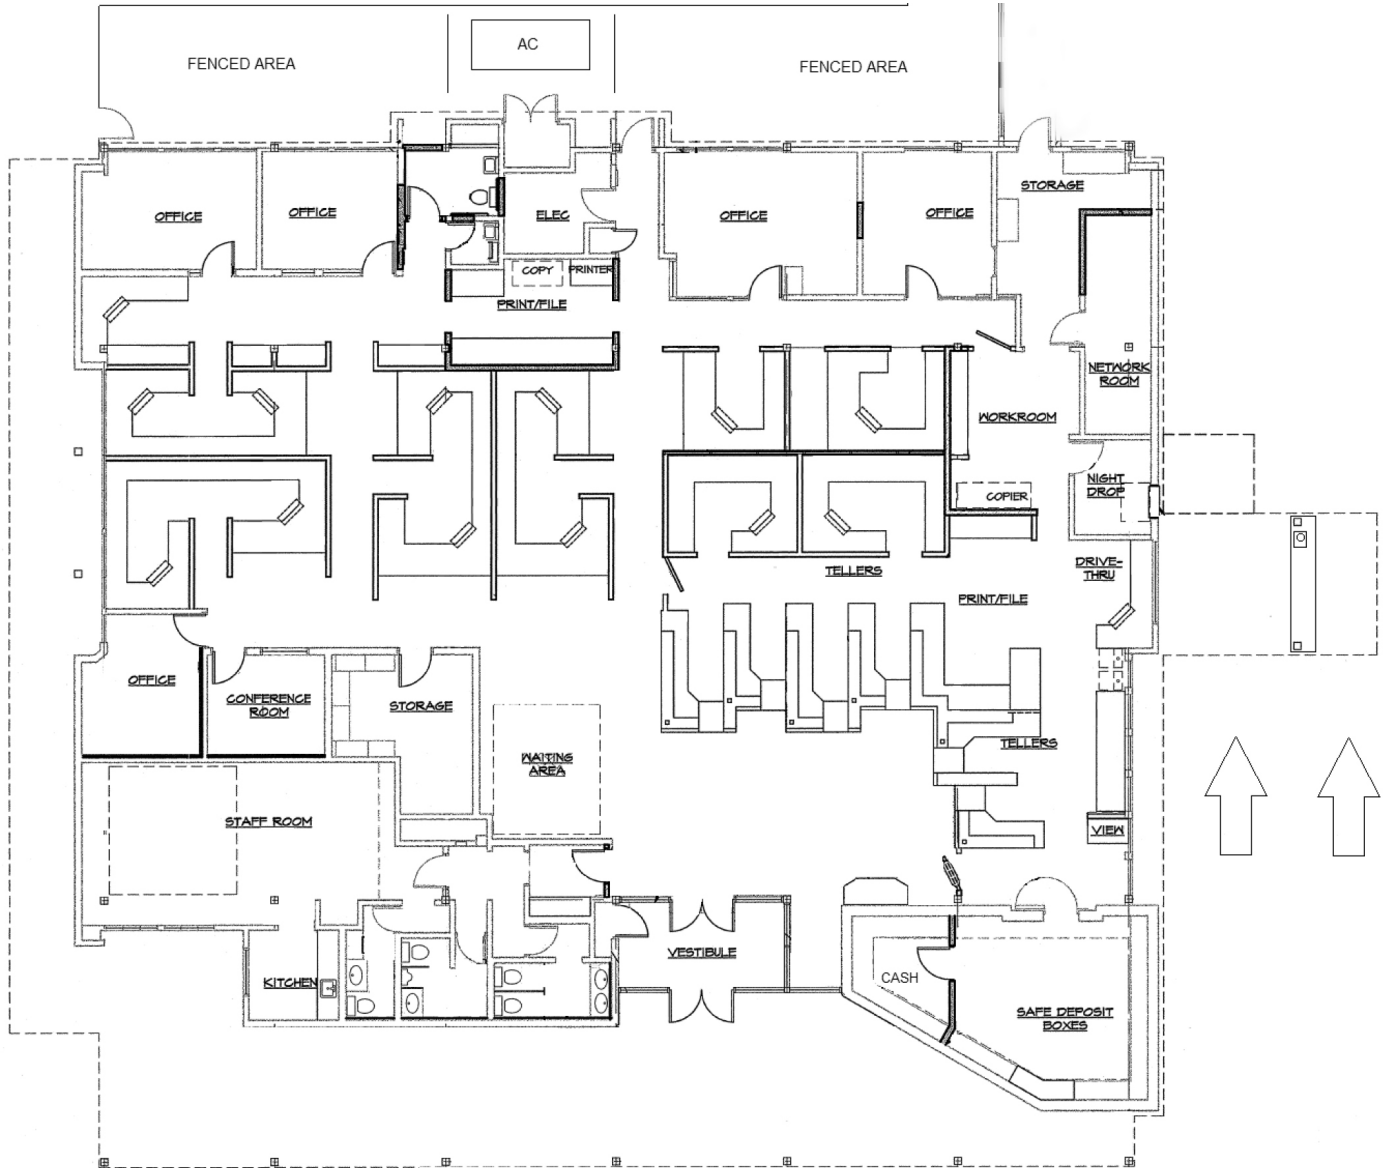 AC
FENCED AREA
FENCED AREA
STORAGE
OFFICE
OFFICE
ELEC
OFFICE
OFFICE
COPY
PRINTER
PRINT/FILE
NETWORK
ROOM
WORKROOM
NIGHT
DROP
COPIER
TELLERS
DRIVE-
THRU
PRINT/FILE
OFFICE
CONFERENCE
ROOM
STORAGE
WAITING
AREA
TELLERS
STAFF ROOM
VIEW
VESTIBULE
KITCHEN
CASH
SAFE DEPOSIT
BOXES